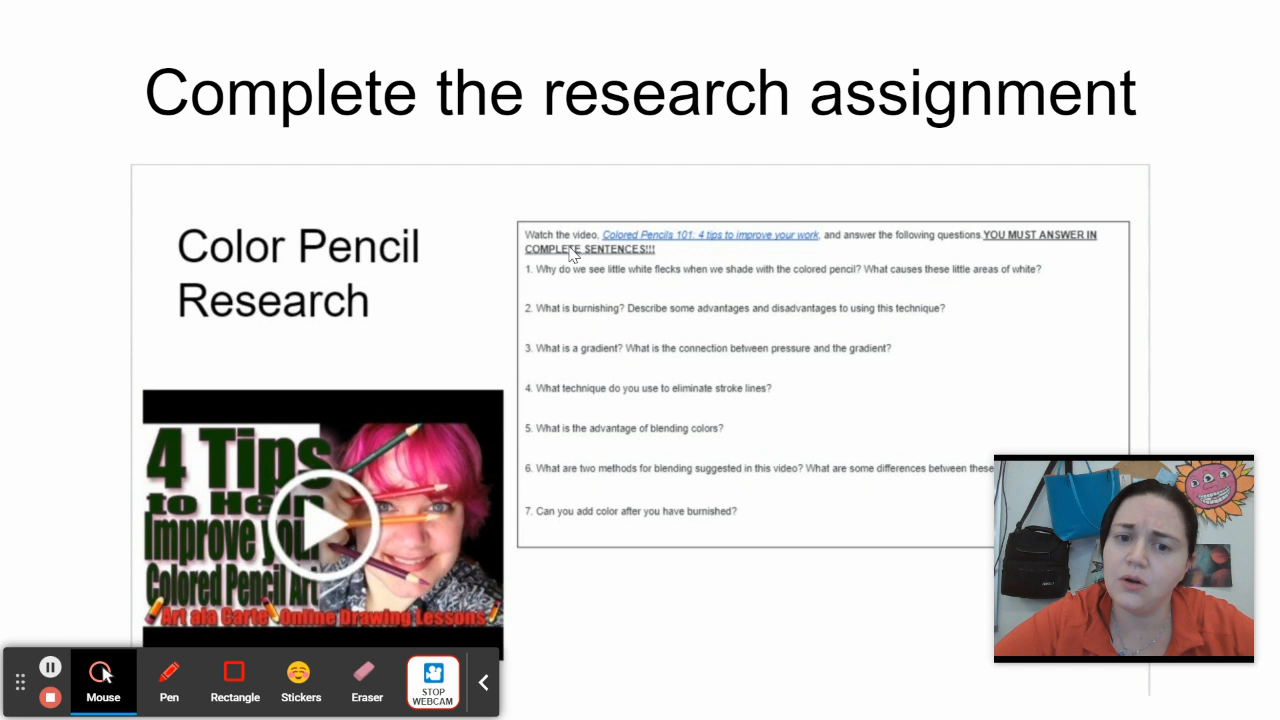 Complete the research assignment
Color Pencil
Research
Watch the video, Colored Pencils 101: 4 tips to improve your work, and answer the following questions.YOU MUST ANSWER IN
COMPLETE SENTENCES!!!
1. Why do we see little white flecks when we shade with the colored pencil? What causes these little areas of white?
2. What is burnishing? Describe some advantages and disadvantages to using this technique?
3. What is a gradient? What is the connection between pressure and the gradient?
4. What technique do you use to eliminate stroke lines?
5. What is the advantage of blending colors?
6. What are two methods for blending suggested in this video? What are some differences between these
7. Can you add color after you have burnished?
4 Tips
to Help
Improve your
Colored Pencil Art
Art ala Carte Online Drawing Lessons
Mouse
Pen
Rectangle
Stickers
Eraser
STOP
WEBCAM